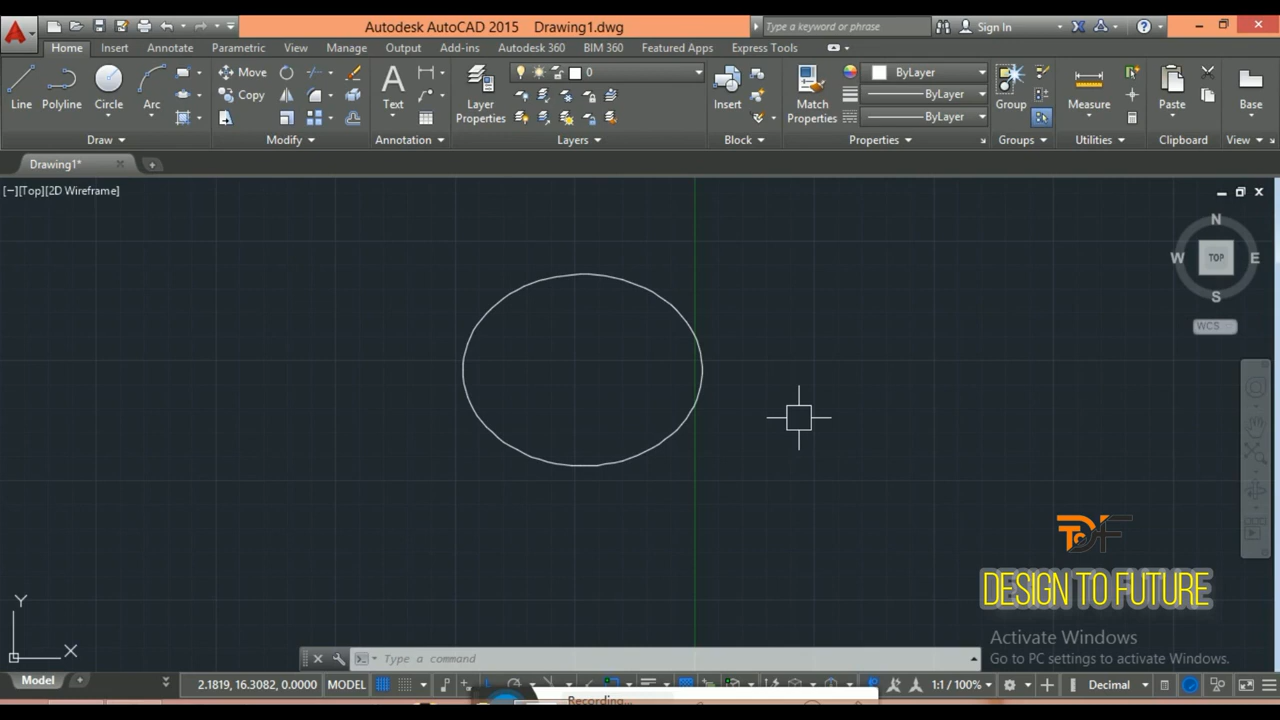 Autodesk AutoCAD 2015 Drawing1.dwg
Type a keyword or phrase
Sign In
Home Insert Annotate Parametric View Manage Output Add-ins Autodesk 360 BIM 360 Featured Apps Express Tools
Line Polyline Circle Arc
Move
Copy
Text
Layer Properties
0
Insert
Match Properties
ByLayer
ByLayer
ByLayer
Group
Measure
Paste
Base
Draw Modify Annotation Layers Block Properties Groups Utilities Clipboard View
Drawing1*
[−][Top][2D Wireframe]
N
W TOP E
S
WCS
TDF
DESIGN TO FUTURE
Activate Windows
Go to PC settings to activate Windows.
Y
X
Type a command
Model
2.1819, 16.3082, 0.0000 MODEL
1:1 / 100%
Decimal
Recording...